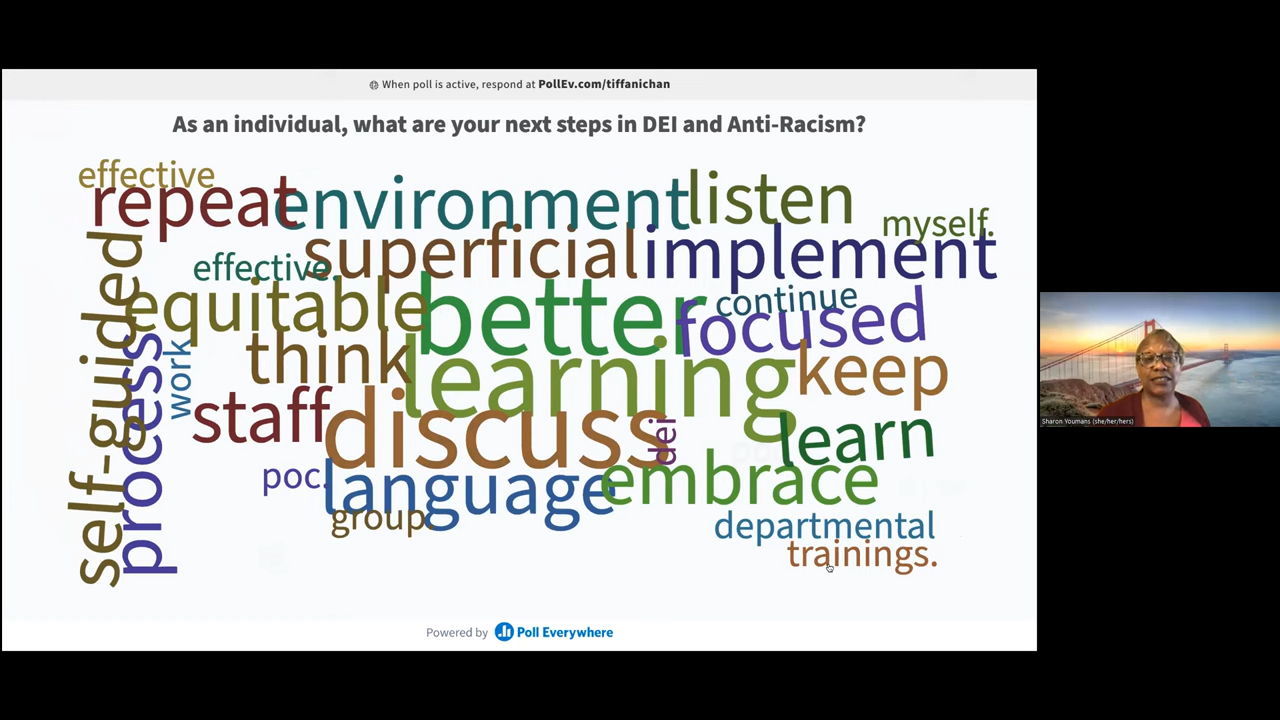 When poll is active, respond at PollEv.com/tiffanichan
As an individual, what are your next steps in DEI and Anti-Racism?
effective
repeat
environment
listen
myself.
superficial
implement
effective.
equitable
better
continue
focused
self-guided
process
work
think
learning
keep
staff
discuss
dei
learn
poc.
language
embrace
group.
departmental
trainings.
Powered by Poll Everywhere
Sharon Youmans (she/her/hers)